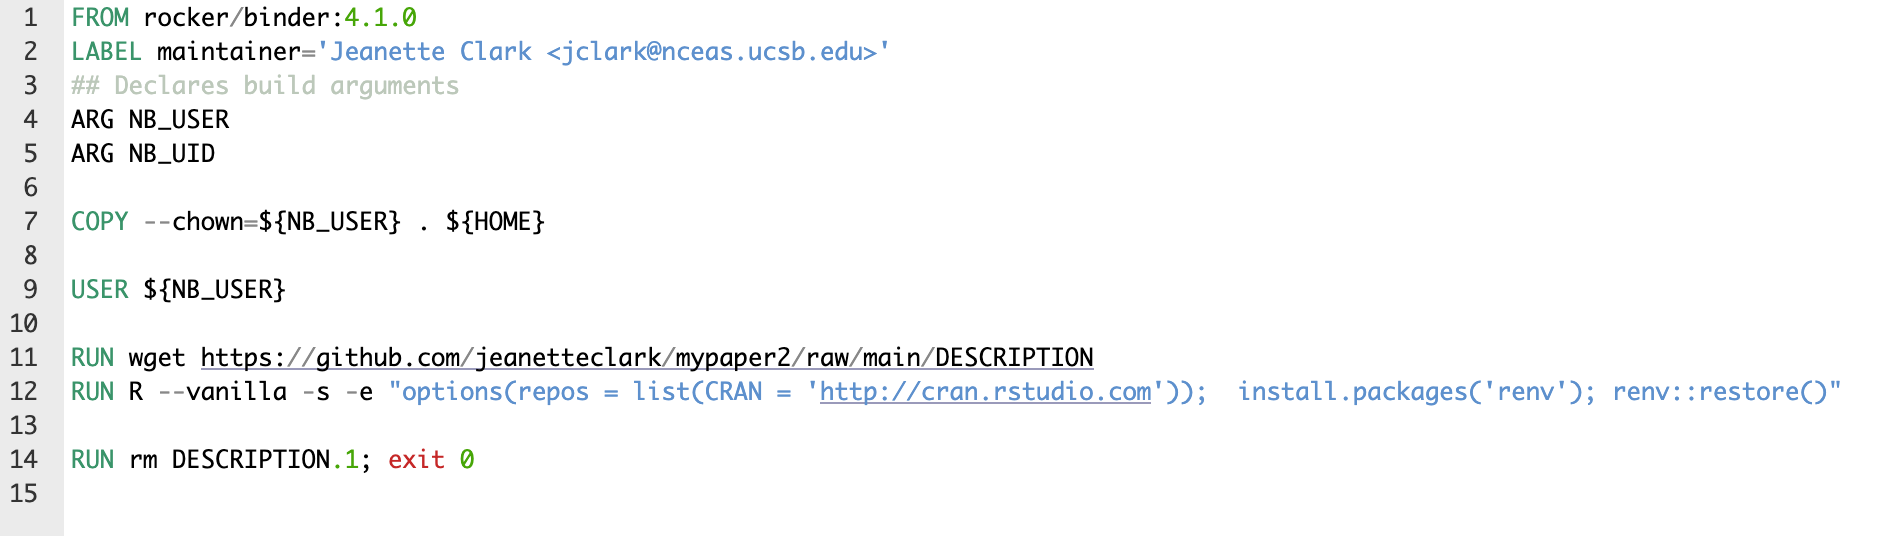 1 FROM rocker/binder:4.1.0
2 LABEL maintainer='Jeanette Clark <jclark@nceas.ucsb.edu>'
3 ## Declares build arguments
4 ARG NB_USER
5 ARG NB_UID
6
7 COPY --chown=${NB_USER} . ${HOME}
8
9 USER ${NB_USER}
10
11 RUN wget https://github.com/jeanetteclark/mypaper2/raw/main/DESCRIPTION
12 RUN R --vanilla -s -e "options(repos = list(CRAN = 'http://cran.rstudio.com'));  install.packages('renv'); renv::restore()"
13
14 RUN rm DESCRIPTION.1; exit 0
15